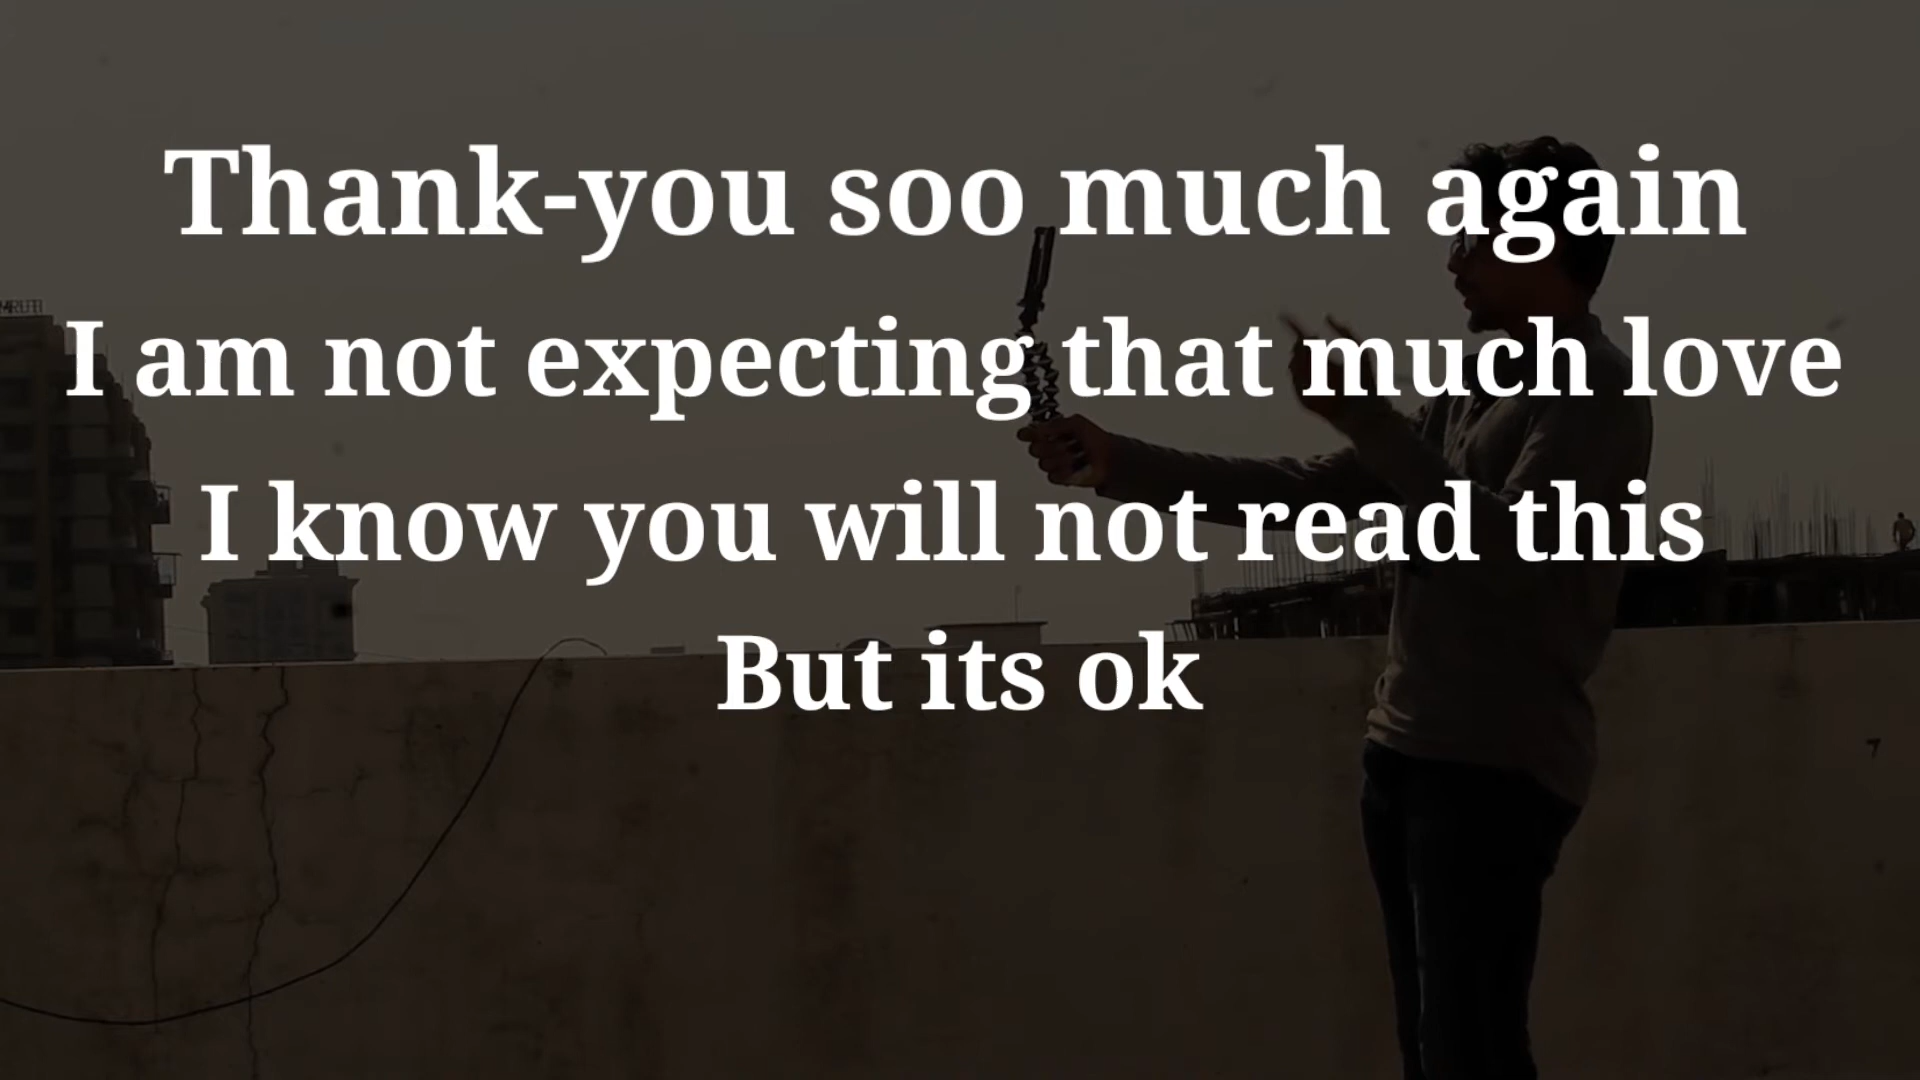 Thank-you soo much again
I am not expecting that much love
I know you will not read this
But its ok